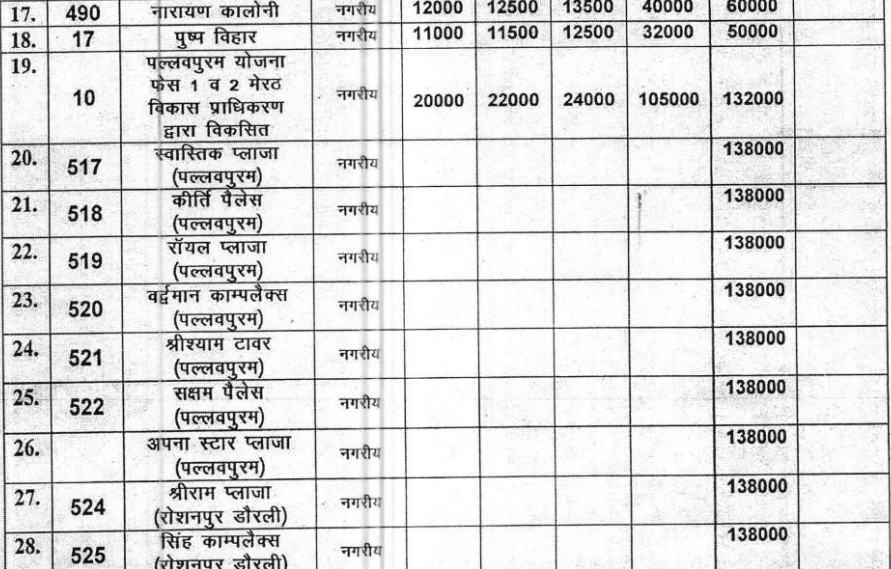 17. 490 नारायण कालोनी नगरीय 12000 12500 13500 40000 60000
18. 17 पुष्प विहार नगरीय 11000 11500 12500 32000 50000
19. पल्लवपुरम योजना
फेस 1 व 2 मेरठ
10 विकास प्राधिकरण नगरीय 20000 22000 24000 105000 132000
द्वारा विकसित
20. 517 स्वास्तिक प्लाजा नगरीय 138000
(पल्लवपुरम)
21. 518 कीर्ति पैलेस नगरीय 138000
(पल्लवपुरम)
22. 519 रॉयल प्लाजा नगरीय 138000
(पल्लवपुरम)
23. 520 वर्द्वमान काम्पलैक्स नगरीय 138000
(पल्लवपुरम)
24. 521 श्रीश्याम टावर नगरीय 138000
(पल्लवपुरम)
25. 522 सक्षम पैलेस नगरीय 138000
(पल्लवपुरम)
26. अपना स्टार प्लाजा नगरीय 138000
(पल्लवपुरम)
27. 524 श्रीराम प्लाजा नगरीय 138000
(रोशनपुर डौरली)
28. 525 सिंह काम्पलैक्स नगरीय 138000
(रोशनपुर डौरली)